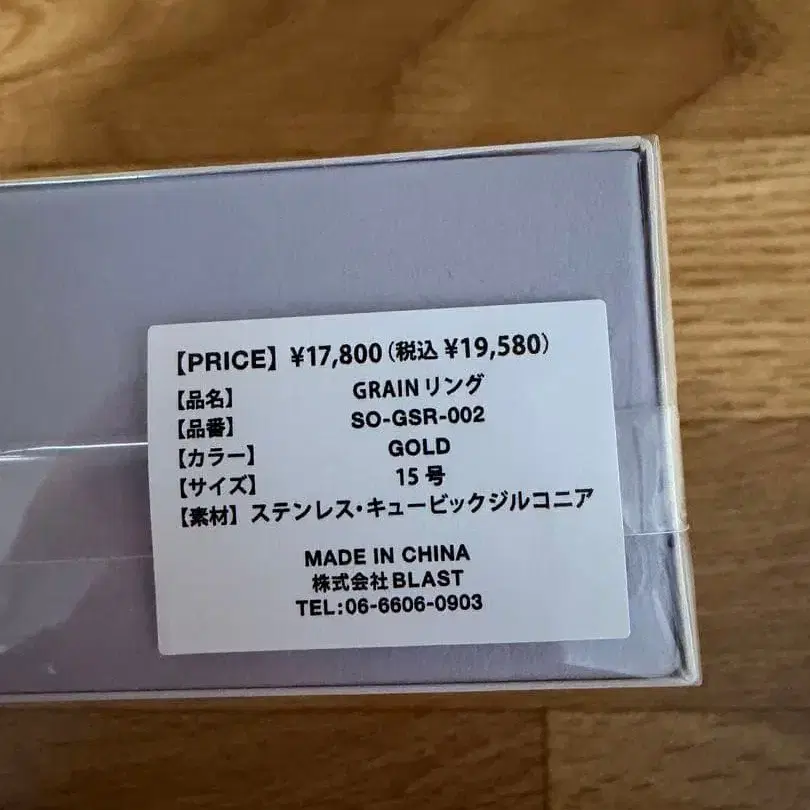 【PRICE】¥17,800(税込 ¥19,580)
【品名】 GRAINリング
【品番】 SO-GSR-002
【カラー】 GOLD
【サイズ】 15号
【素材】ステンレス・キュービックジルコニア
MADE IN CHINA
株式会社BLAST
TEL:06-6606-0903